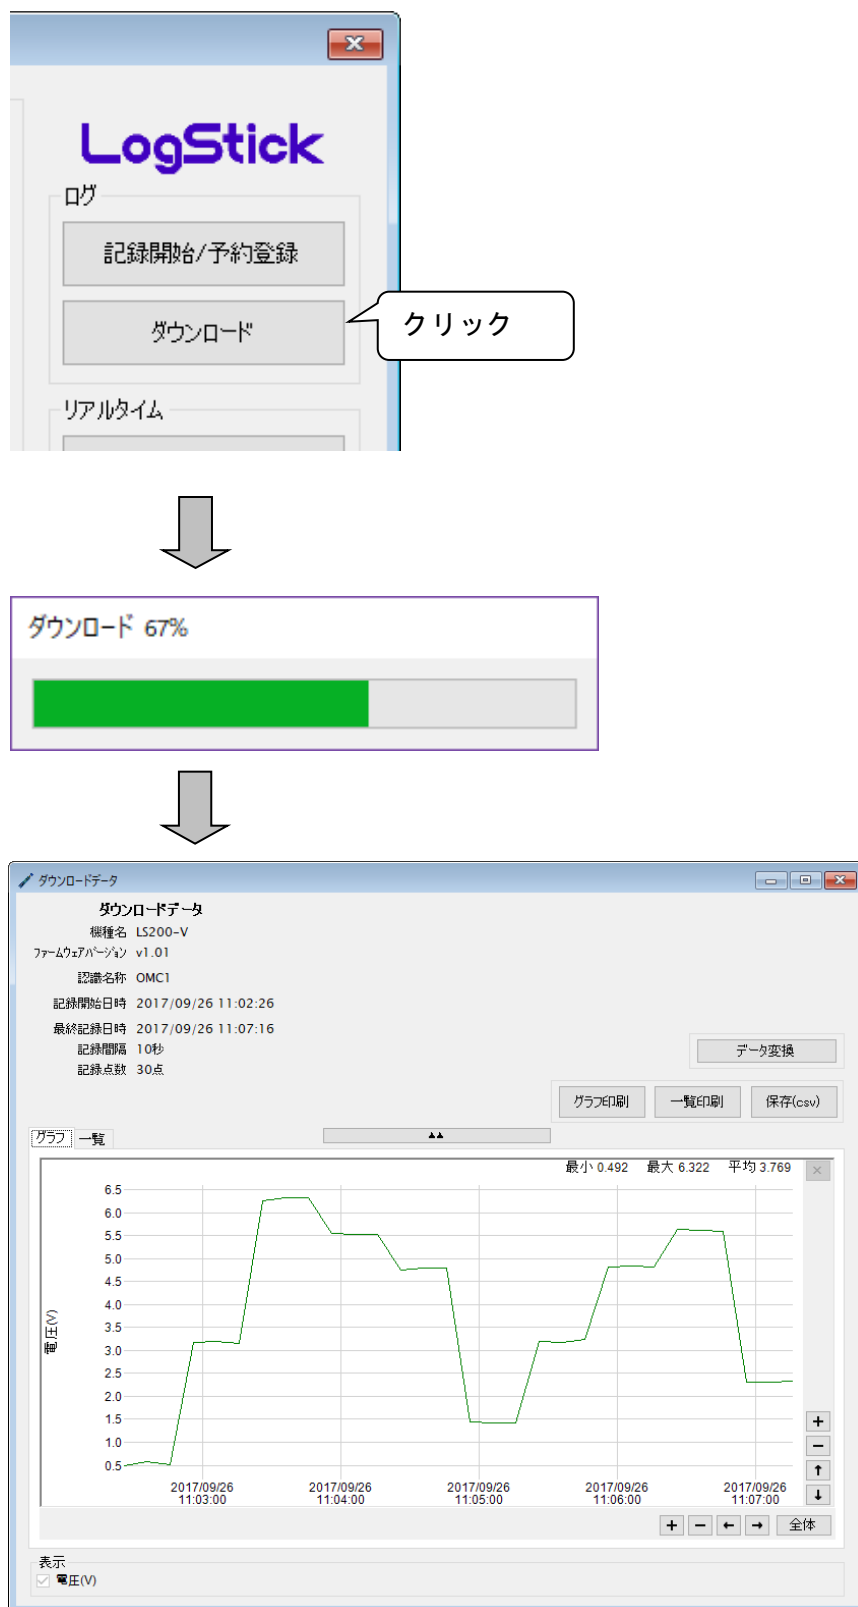 LogStick
ログ
記録開始/予約登録
ダウンロード
クリック
リアルタイム
ダウンロード 67%
ダウンロードデータ
ダウンロードデータ
機種名 LS200-V
ファームウェアバージョン v1.01
認識名称 OMC1
記録開始日時 2017/09/26 11:02:26
最終記録日時 2017/09/26 11:07:16
記録間隔 10秒
記録点数 30点
データ変換
グラフ印刷 一覧印刷 保存(csv)
グラフ 一覧
最小 0.492 最大 6.322 平均 3.769
6.5
6.0
5.5
5.0
4.5
4.0
3.5
3.0
2.5
2.0
1.5
1.0
0.5
電圧(V)
2017/09/26 2017/09/26 2017/09/26 2017/09/26 2017/09/26
11:03:00 11:04:00 11:05:00 11:06:00 11:07:00
全体
表示
電圧(V)